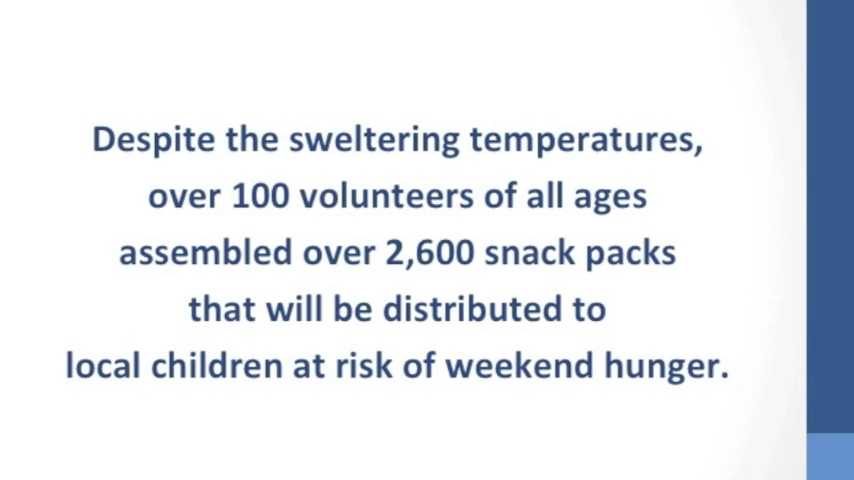 Despite the sweltering temperatures,
over 100 volunteers of all ages
assembled over 2,600 snack packs
that will be distributed to
local children at risk of weekend hunger.